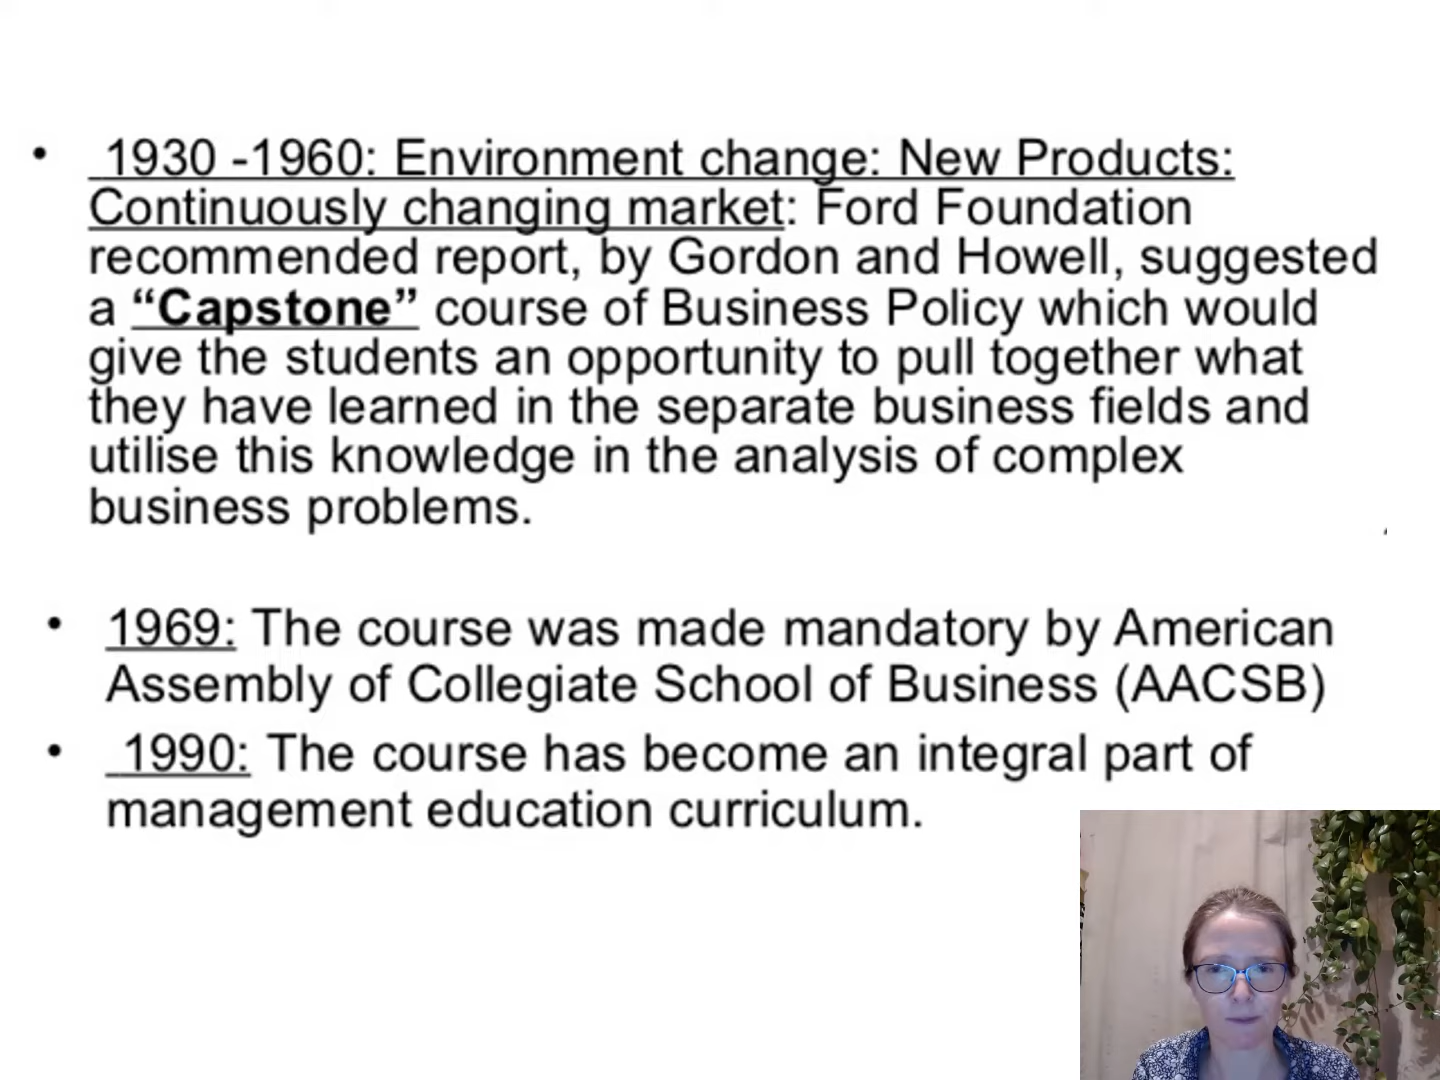 • 1930 -1960: Environment change: New Products:
Continuously changing market: Ford Foundation
recommended report, by Gordon and Howell, suggested
a “Capstone” course of Business Policy which would
give the students an opportunity to pull together what
they have learned in the separate business fields and
utilise this knowledge in the analysis of complex
business problems.
• 1969: The course was made mandatory by American
Assembly of Collegiate School of Business (AACSB)
• 1990: The course has become an integral part of
management education curriculum.